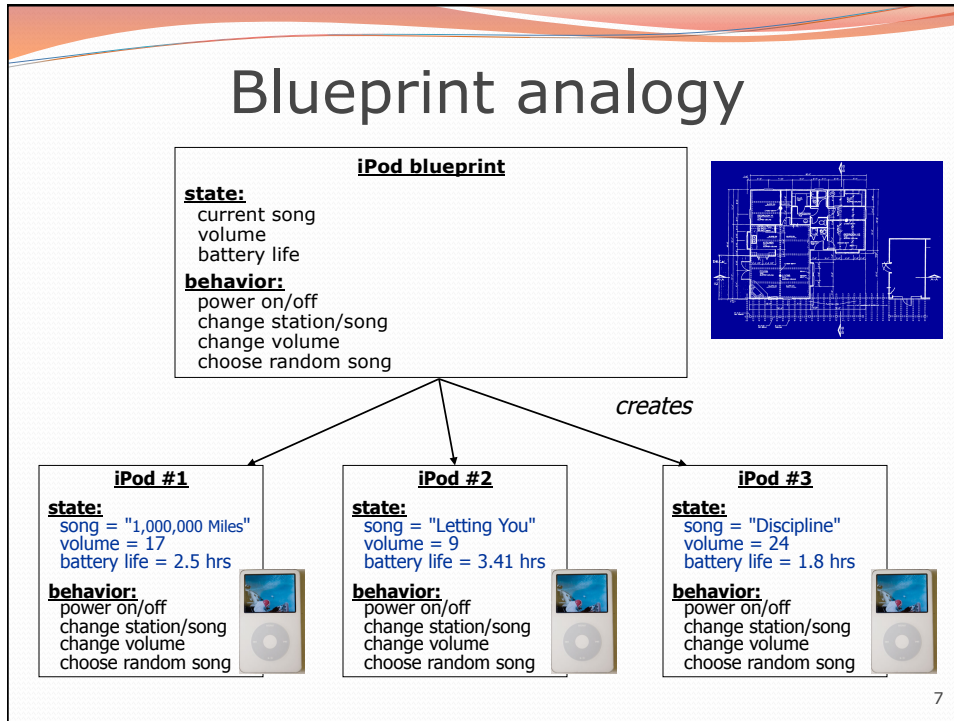 Blueprint analogy
iPod blueprint
state:
current song
volume
battery life
behavior:
power on/off
change station/song
change volume
choose random song
creates
iPod #1
state:
song = "1,000,000 Miles"
volume = 17
battery life = 2.5 hrs
behavior:
power on/off
change station/song
change volume
choose random song
iPod #2
state:
song = "Letting You"
volume = 9
battery life = 3.41 hrs
behavior:
power on/off
change station/song
change volume
choose random song
iPod #3
state:
song = "Discipline"
volume = 24
battery life = 1.8 hrs
behavior:
power on/off
change station/song
change volume
choose random song
7